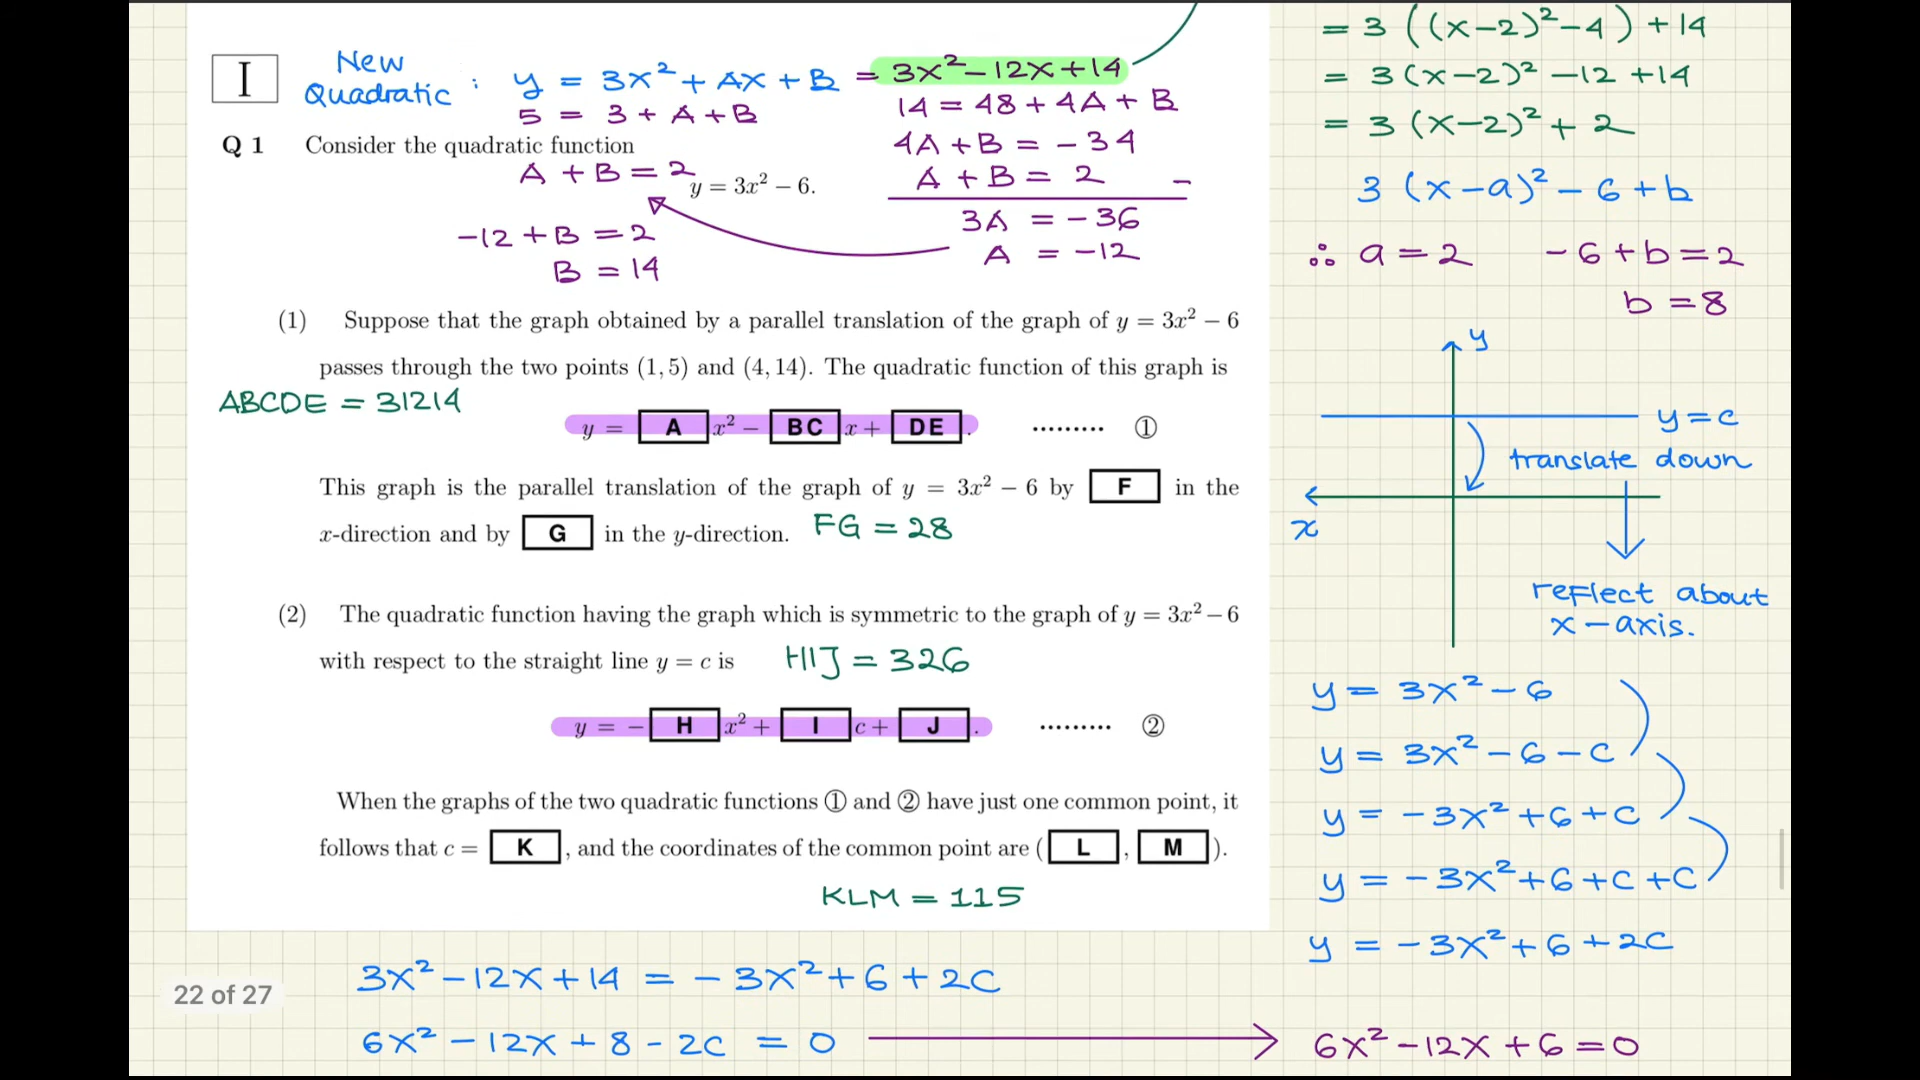 I
New Quadratic : y = 3x² + Ax + B = 3x² − 12x + 14
5 = 3 + A + B
14 = 48 + 4A + B
Q 1 Consider the quadratic function
4A + B = −34
A + B = 2
y = 3x² − 6.
A + B = 2 −
3A = −36
−12 + B = 2
A = −12
B = 14
(1) Suppose that the graph obtained by a parallel translation of the graph of y = 3x² − 6
passes through the two points (1, 5) and (4, 14). The quadratic function of this graph is
ABCDE = 31214
y = A x² − BC x + DE . ⋯⋯⋯ ①
This graph is the parallel translation of the graph of y = 3x² − 6 by F in the
x-direction and by G in the y-direction. FG = 28
(2) The quadratic function having the graph which is symmetric to the graph of y = 3x² − 6
with respect to the straight line y = c is HIJ = 326
y = − H x² + I c + J . ⋯⋯⋯ ②
When the graphs of the two quadratic functions ① and ② have just one common point, it
follows that c = K , and the coordinates of the common point are ( L , M ).
KLM = 115
22 of 27
3x² − 12x + 14 = −3x² + 6 + 2c
6x² − 12x + 8 − 2c = 0
6x² − 12x + 6 = 0
= 3 ((x−2)² − 4) + 14
= 3 (x−2)² − 12 + 14
= 3 (x−2)² + 2
3 (x−a)² − 6 + b
∴ a = 2 −6 + b = 2
b = 8
y
y = c
translate down
x
reflect about
x-axis.
y = 3x² − 6
y = 3x² − 6 − c
y = −3x² + 6 + c
y = −3x² + 6 + c + c
y = −3x² + 6 + 2c